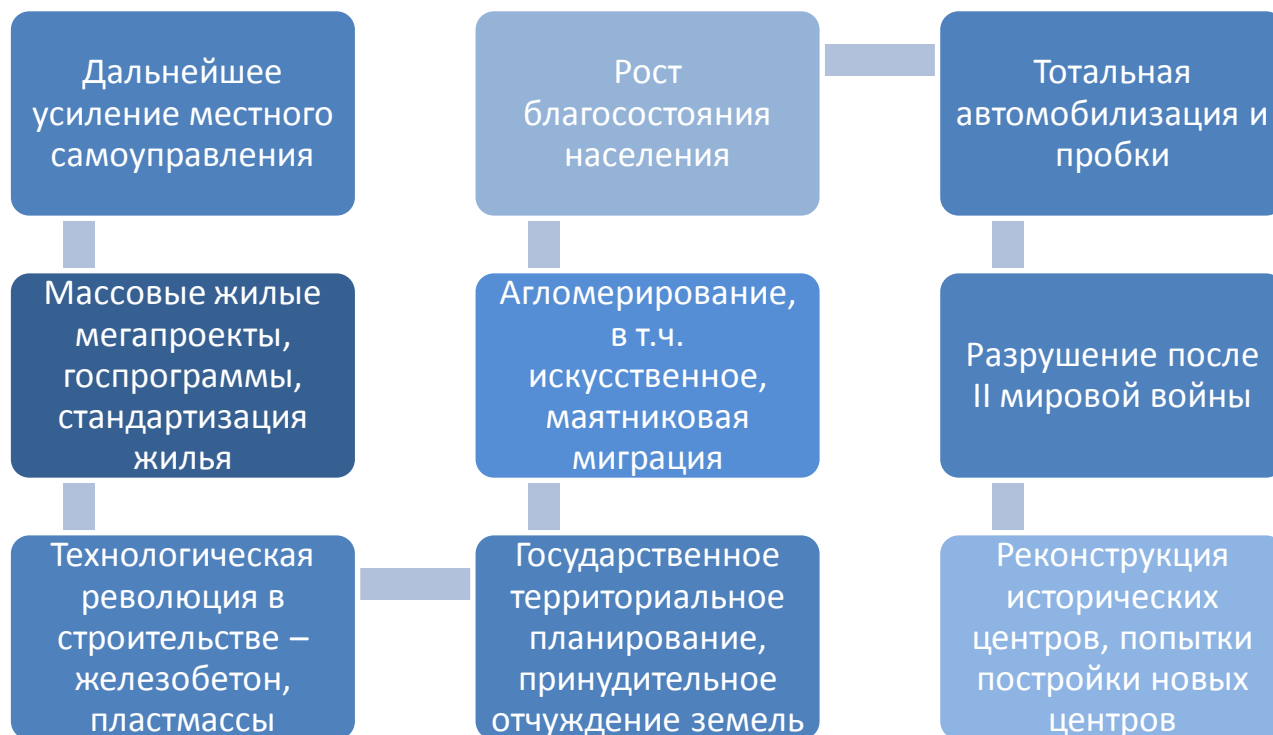 Дальнейшее
усиление местного
самоуправления
Массовые жилые
мегапроекты,
госпрограммы,
стандартизация
жилья
Технологическая
революция в
строительстве –
железобетон,
пластмассы
Государственное
территориальное
планирование,
принудительное
отчуждение земель
Агломерирование,
в т.ч.
искусственное,
маятниковая
миграция
Рост
благосостояния
населения
Тотальная
автомобилизация и
пробки
Разрушение после
II мировой войны
Реконструкция
исторических
центров, попытки
постройки новых
центров